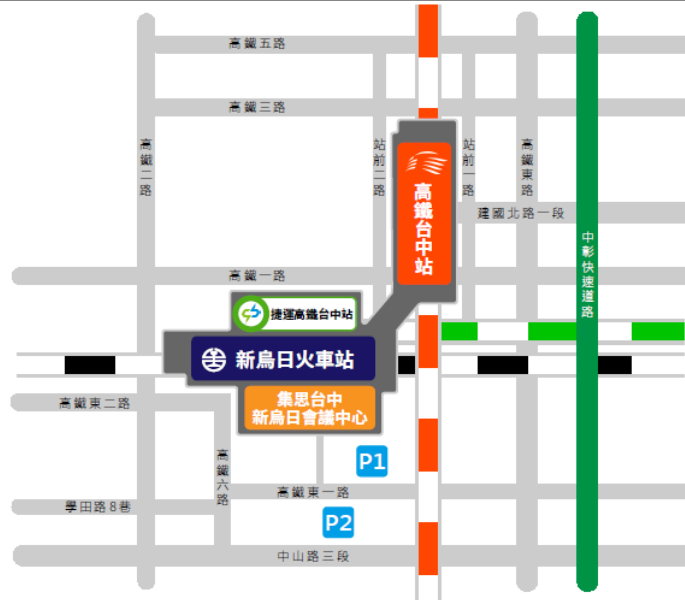 高鐵五路
高鐵三路
高鐵二路
站前二路
站前一路
高鐵東路
高鐵台中站
建國北路一段
中彰快速道路
高鐵一路
捷運高鐵台中站
新烏日火車站
集思台中
新烏日會議中心
高鐵東二路
高鐵六路
P1
高鐵東一路
學田路8巷
P2
中山路三段